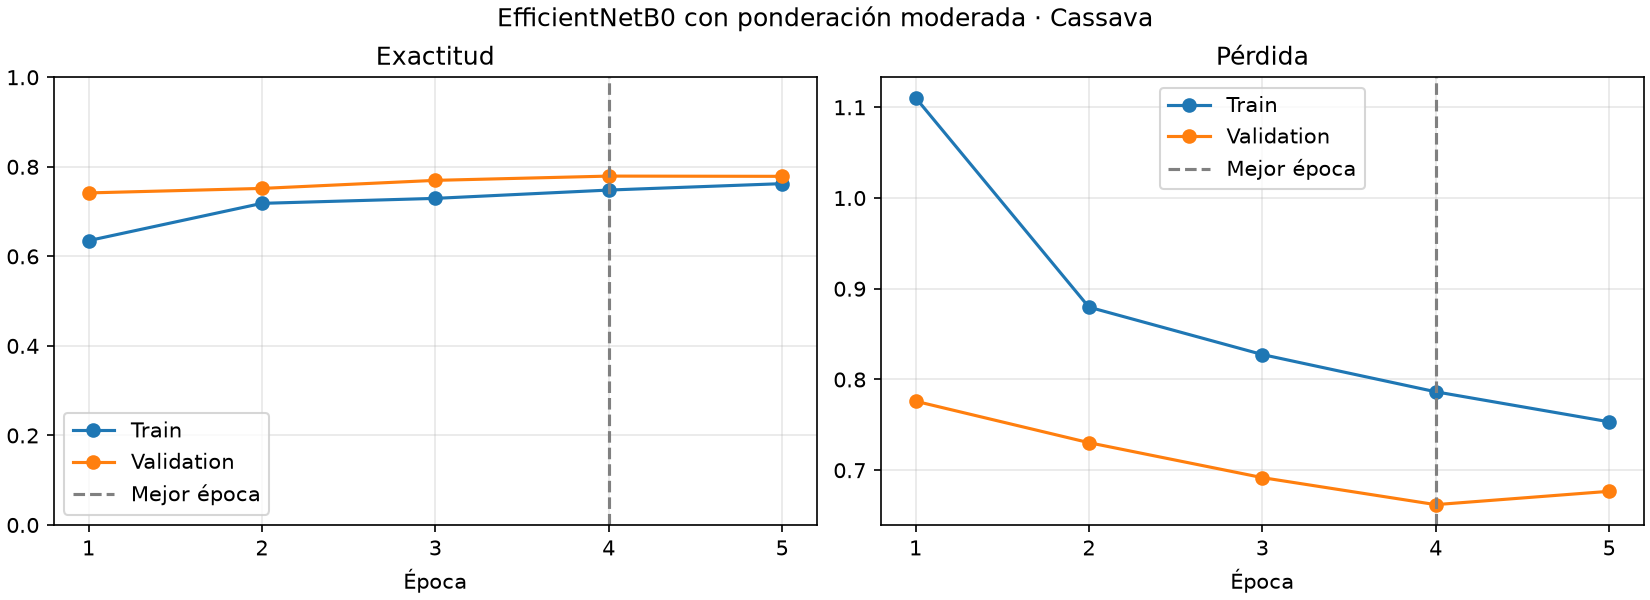 EfficientNetB0 con ponderación moderada · Cassava
Exactitud
1.0
0.8
0.6
0.4
0.2
0.0
Train
Validation
Mejor época
1 2 3 4 5
Época
Pérdida
1.1
1.0
0.9
0.8
0.7
Train
Validation
Mejor época
1 2 3 4 5
Época